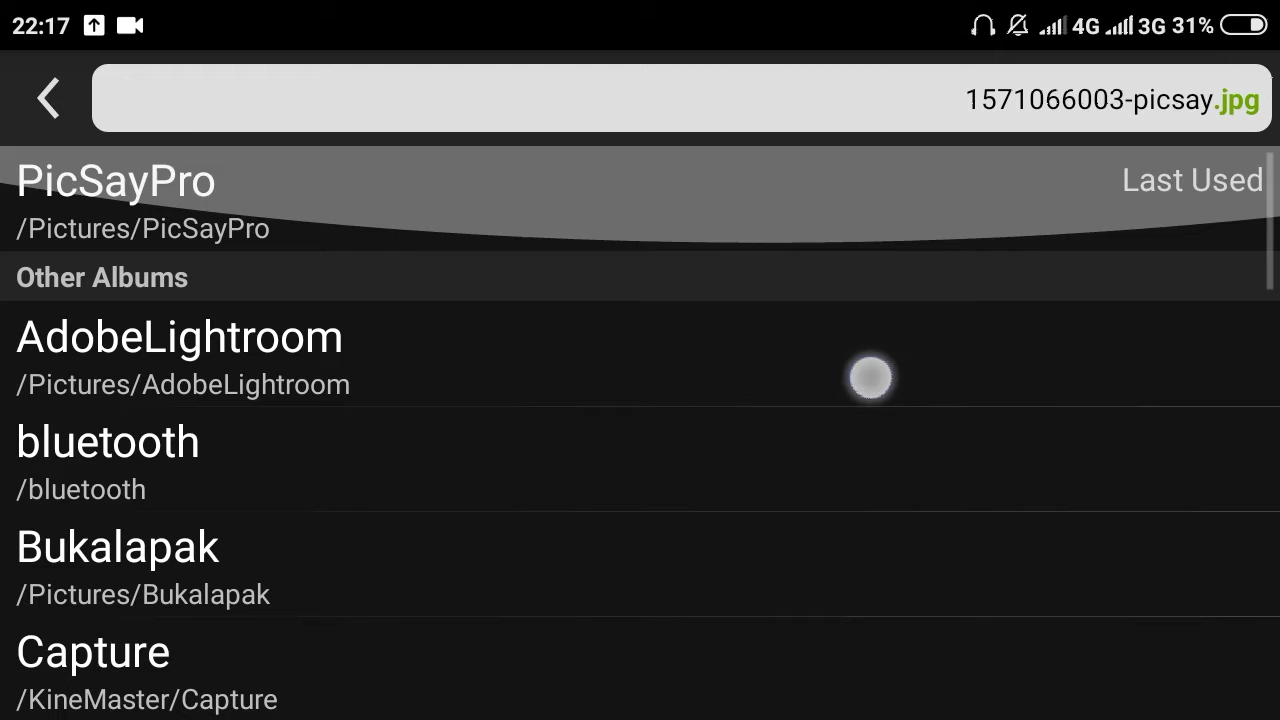 22:17 4G 3G 31%
1571066003-picsay.jpg
PicSayPro Last Used
/Pictures/PicSayPro
Other Albums
AdobeLightroom
/Pictures/AdobeLightroom
bluetooth
/bluetooth
Bukalapak
/Pictures/Bukalapak
Capture
/KineMaster/Capture